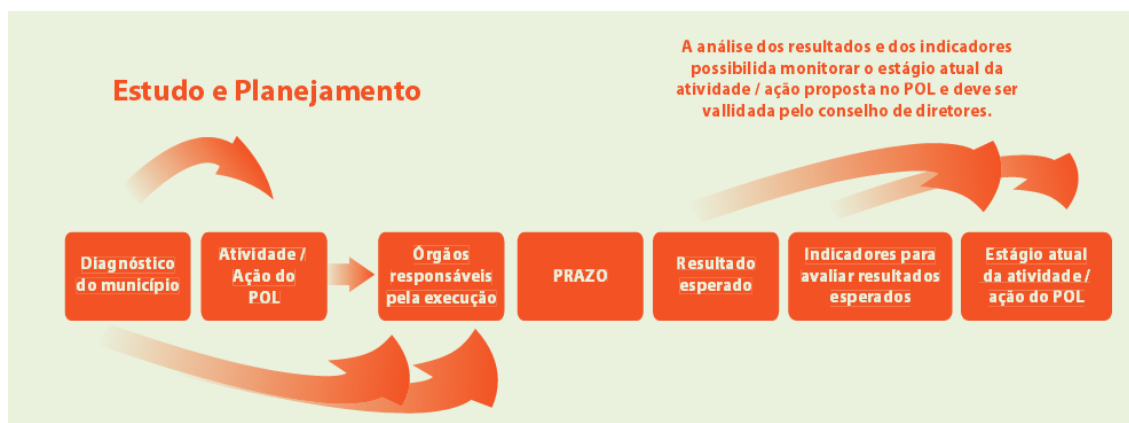 Estudo e Planejamento
A análise dos resultados e dos indicadores
possibilida monitorar o estágio atual da
atividade / ação proposta no POL e deve ser
vallidada pelo conselho de diretores.
Diagnóstico
do município
Atividade /
Ação do
POL
Órgãos
responsáveis
pela execução
PRAZO
Resultado
esperado
Indicadores para
avaliar resultados
esperados
Estágio atual
da atividade /
ação do POL